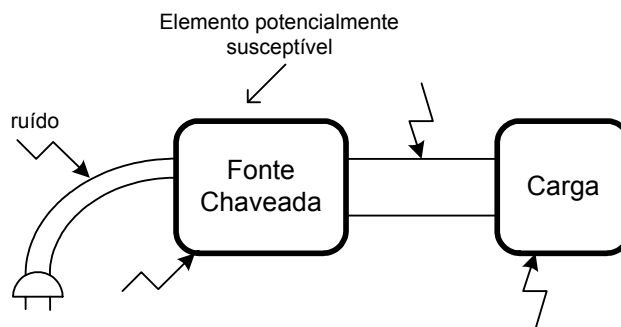 Elemento potencialmente
susceptível
ruído
Fonte
Chaveada
Carga